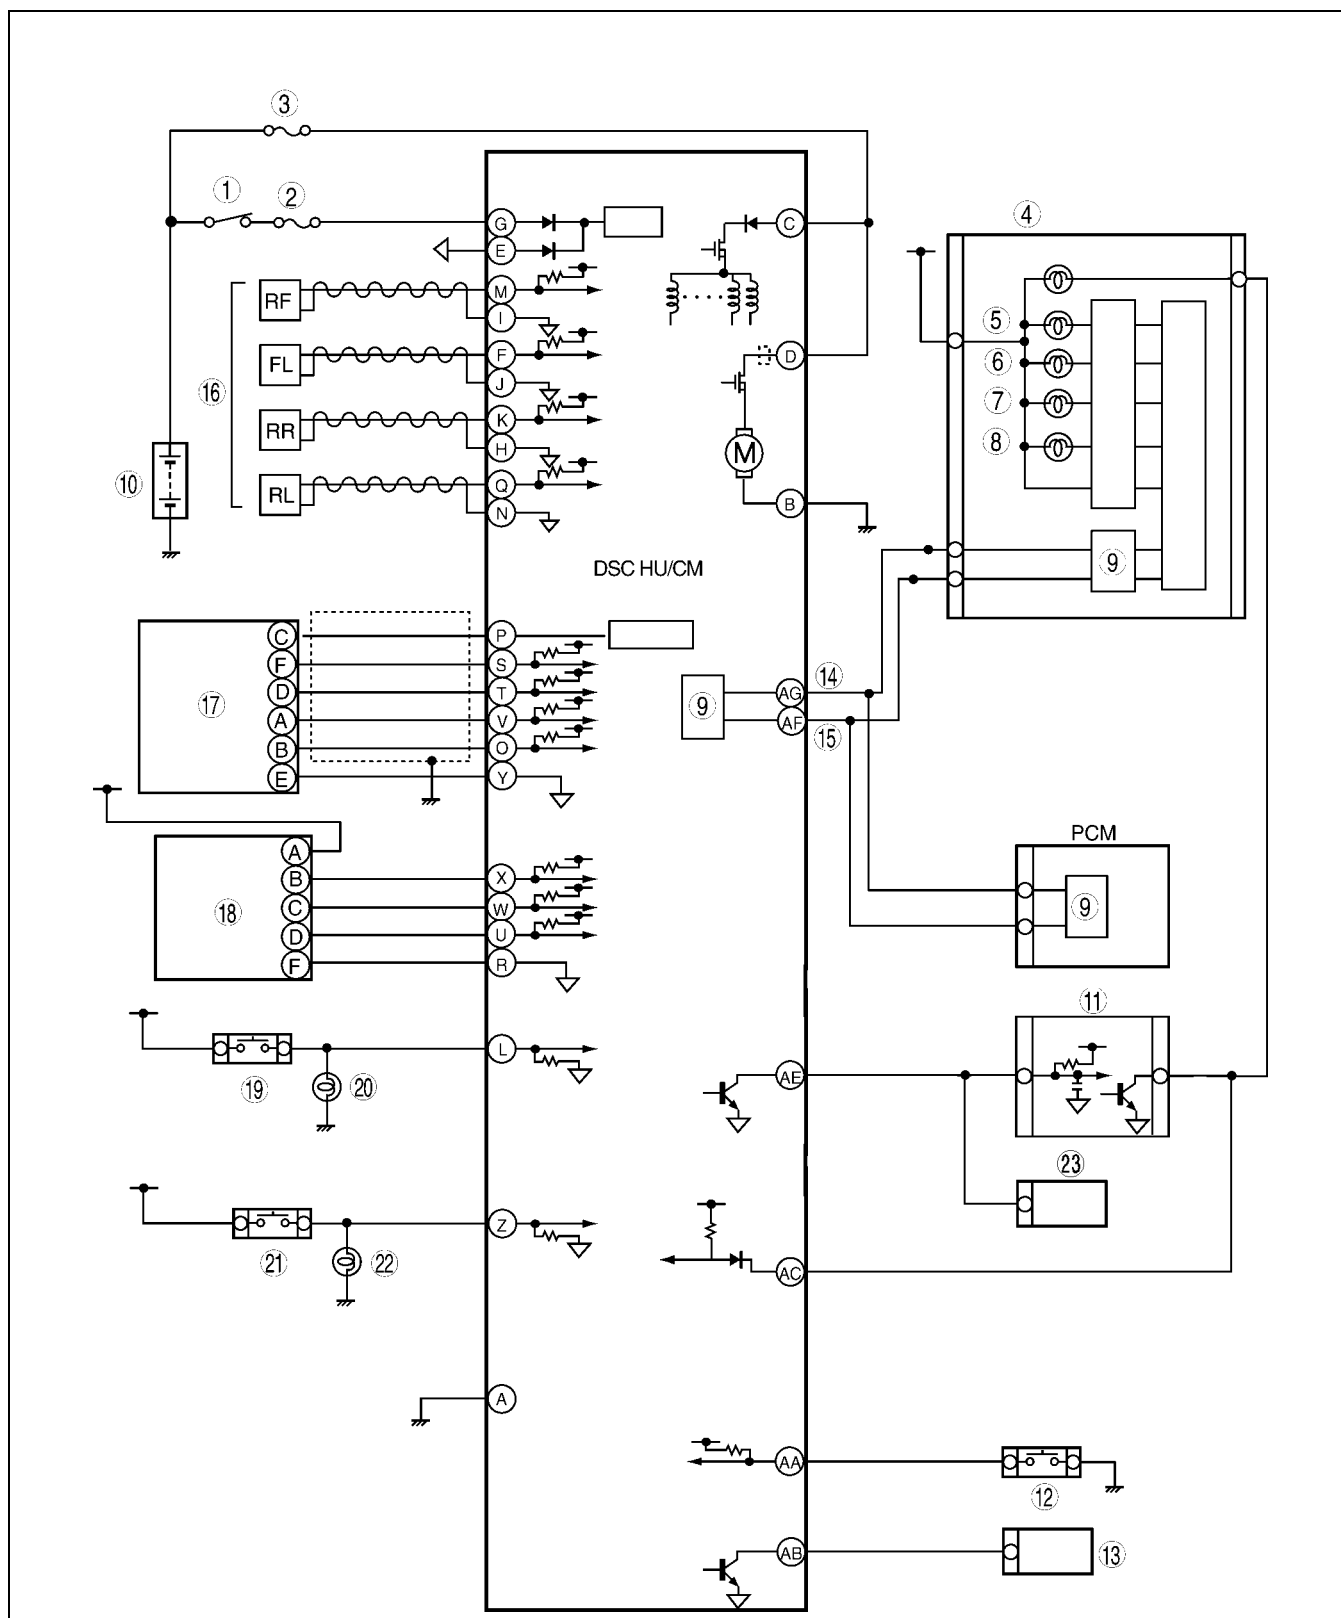 ③
① ②
G C ④
E
RF M
I ⑤
FL F D ⑥
⑯ J
RR K ⑦
H M ⑧
⑩ RL Q
N B
DSC HU/CM ⑨
C P
F S
⑰ D T ⑨ AG ⑭
A V AF ⑮
B O
E Y
PCM
A
B X
⑱ C W ⑨
D U
F R
⑪
L AE
⑲ ⑳
㉓
Z
㉑ ㉒ AC
A
AA
⑫
AB ⑬